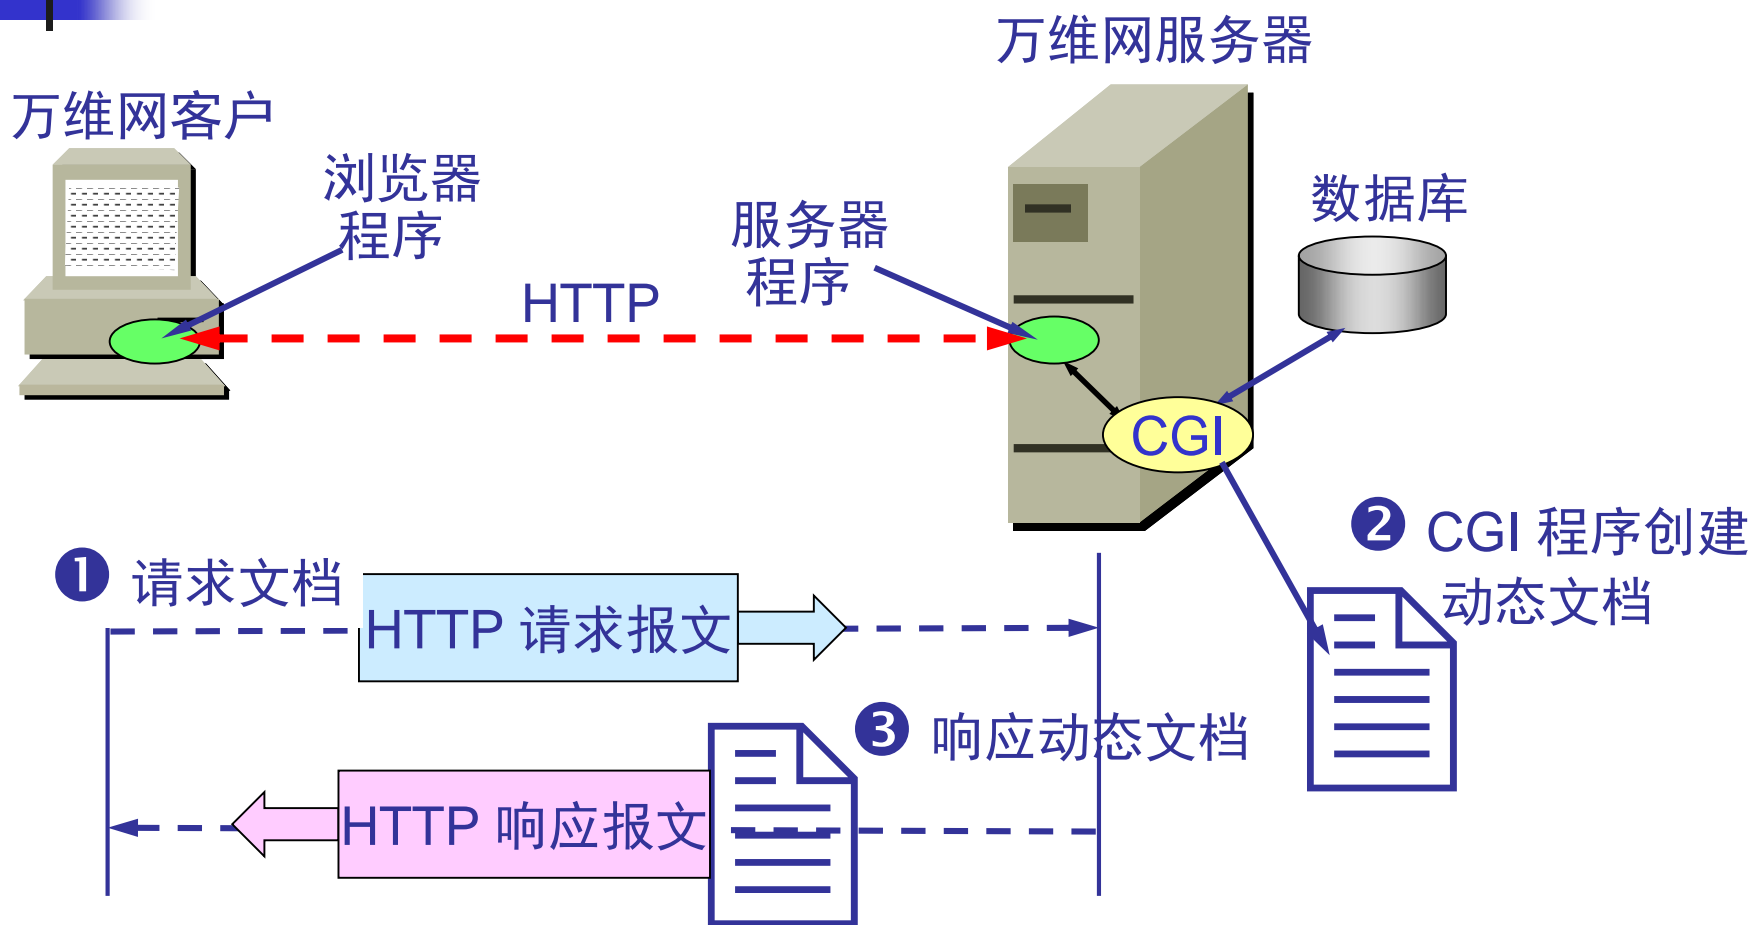 万维网服务器
万维网客户
浏览器
程序
服务器
程序
数据库
HTTP
CGI
❷ CGI 程序创建
动态文档
❶ 请求文档
HTTP 请求报文
❸ 响应动态文档
HTTP 响应报文